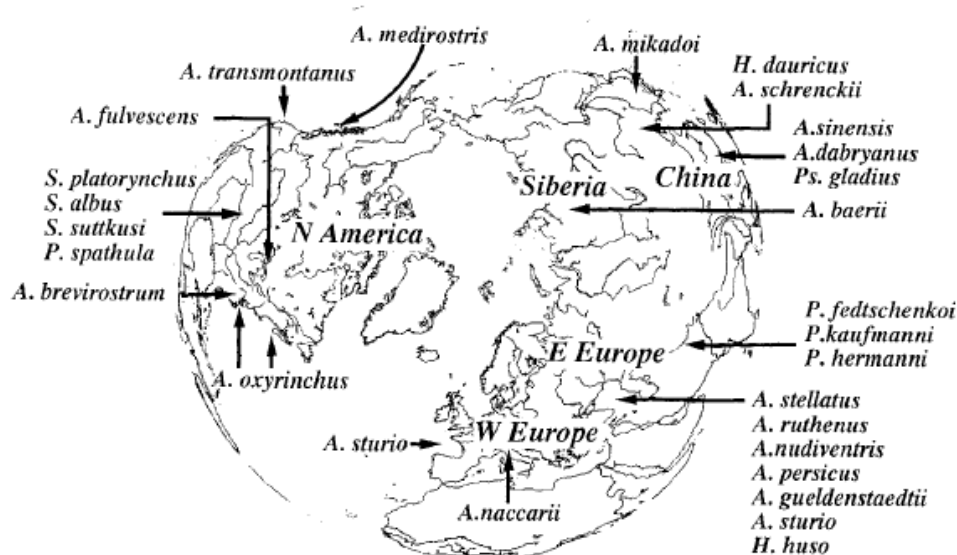 A. medirostris
A. mikadoi
A. transmontanus
H. dauricus
A. schrenckii
A. fulvescens
A.sinensis
A.dabryanus
Ps. gladius
S. platorynchus
S. albus
S. suttkusi
P. spathula
Siberia
China
A. baerii
N America
A. brevirostrum
P. fedtschenkoi
P.kaufmanni
P. hermanni
E Europe
A. oxyrinchus
A. stellatus
A. ruthenus
A.nudiventris
A. persicus
A. gueldenstaedtii
A. sturio
H. huso
W Europe
A. sturio
A.naccarii